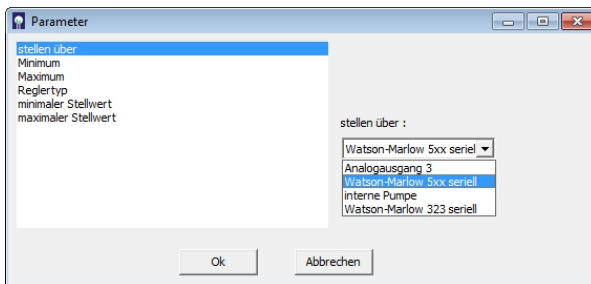 Parameter
stellen über
Minimum
Maximum
Reglertyp
minimaler Stellwert
maximaler Stellwert
stellen über :
Watson-Marlow 5xx seriel
Analogausgang 3
Watson-Marlow 5xx seriell
interne Pumpe
Watson-Marlow 323 seriell
Ok
Abbrechen